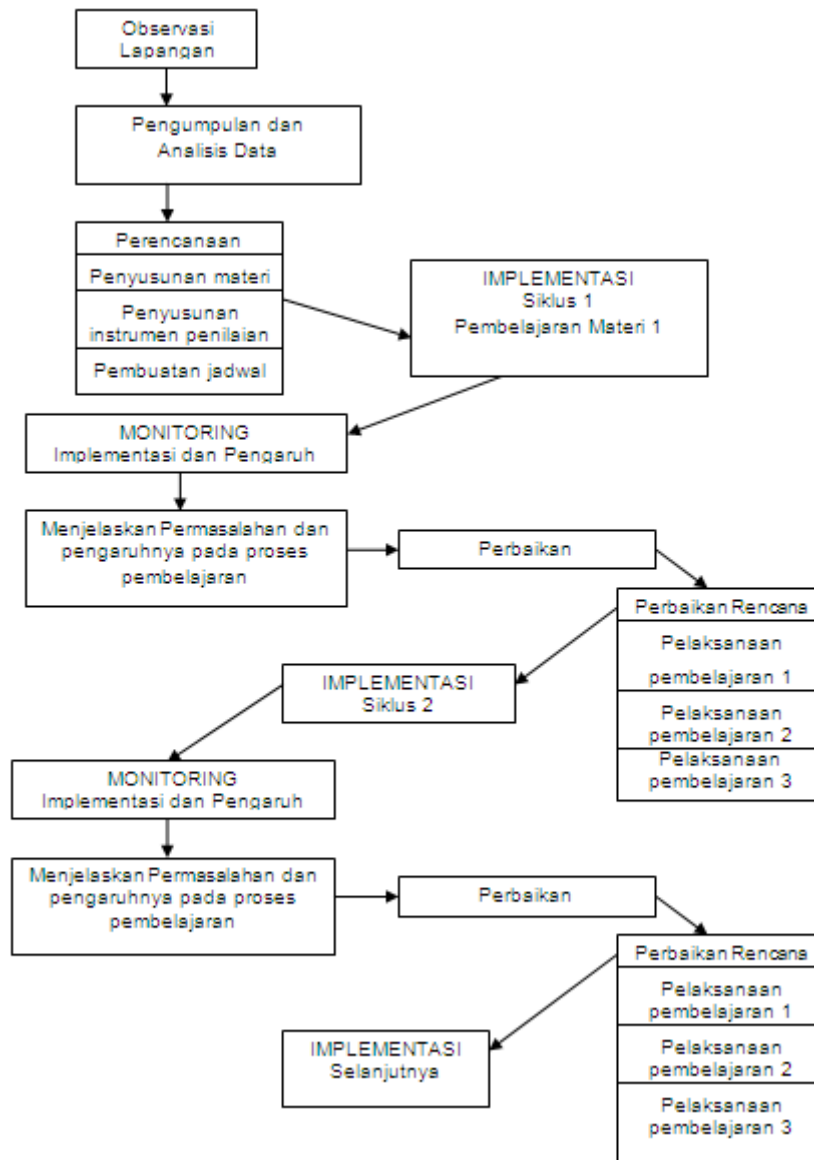 Observasi
Lapangan
Pengumpulan dan
Analisis Data
Perencanaan
Penyusunan materi
Penyusunan
instrumen penilaian
Pembuatan jadwal
IMPLEMENTASI
Siklus 1
Pembelajaran Materi 1
MONITORING
Implementasi dan Pengaruh
Menjelaskan Permasalahan dan
pengaruhnya pada proses
pembelajaran
Perbaikan
Perbaikan Rencana
Pelaksanaan
pembelajaran 1
Pelaksanaan
pembelajaran 2
Pelaksanaan
pembelajaran 3
IMPLEMENTASI
Siklus 2
MONITORING
Implementasi dan Pengaruh
Menjelaskan Permasalahan dan
pengaruhnya pada proses
pembelajaran
Perbaikan
Perbaikan Rencana
Pelaksanaan
pembelajaran 1
Pelaksanaan
pembelajaran 2
Pelaksanaan
pembelajaran 3
IMPLEMENTASI
Selanjutnya